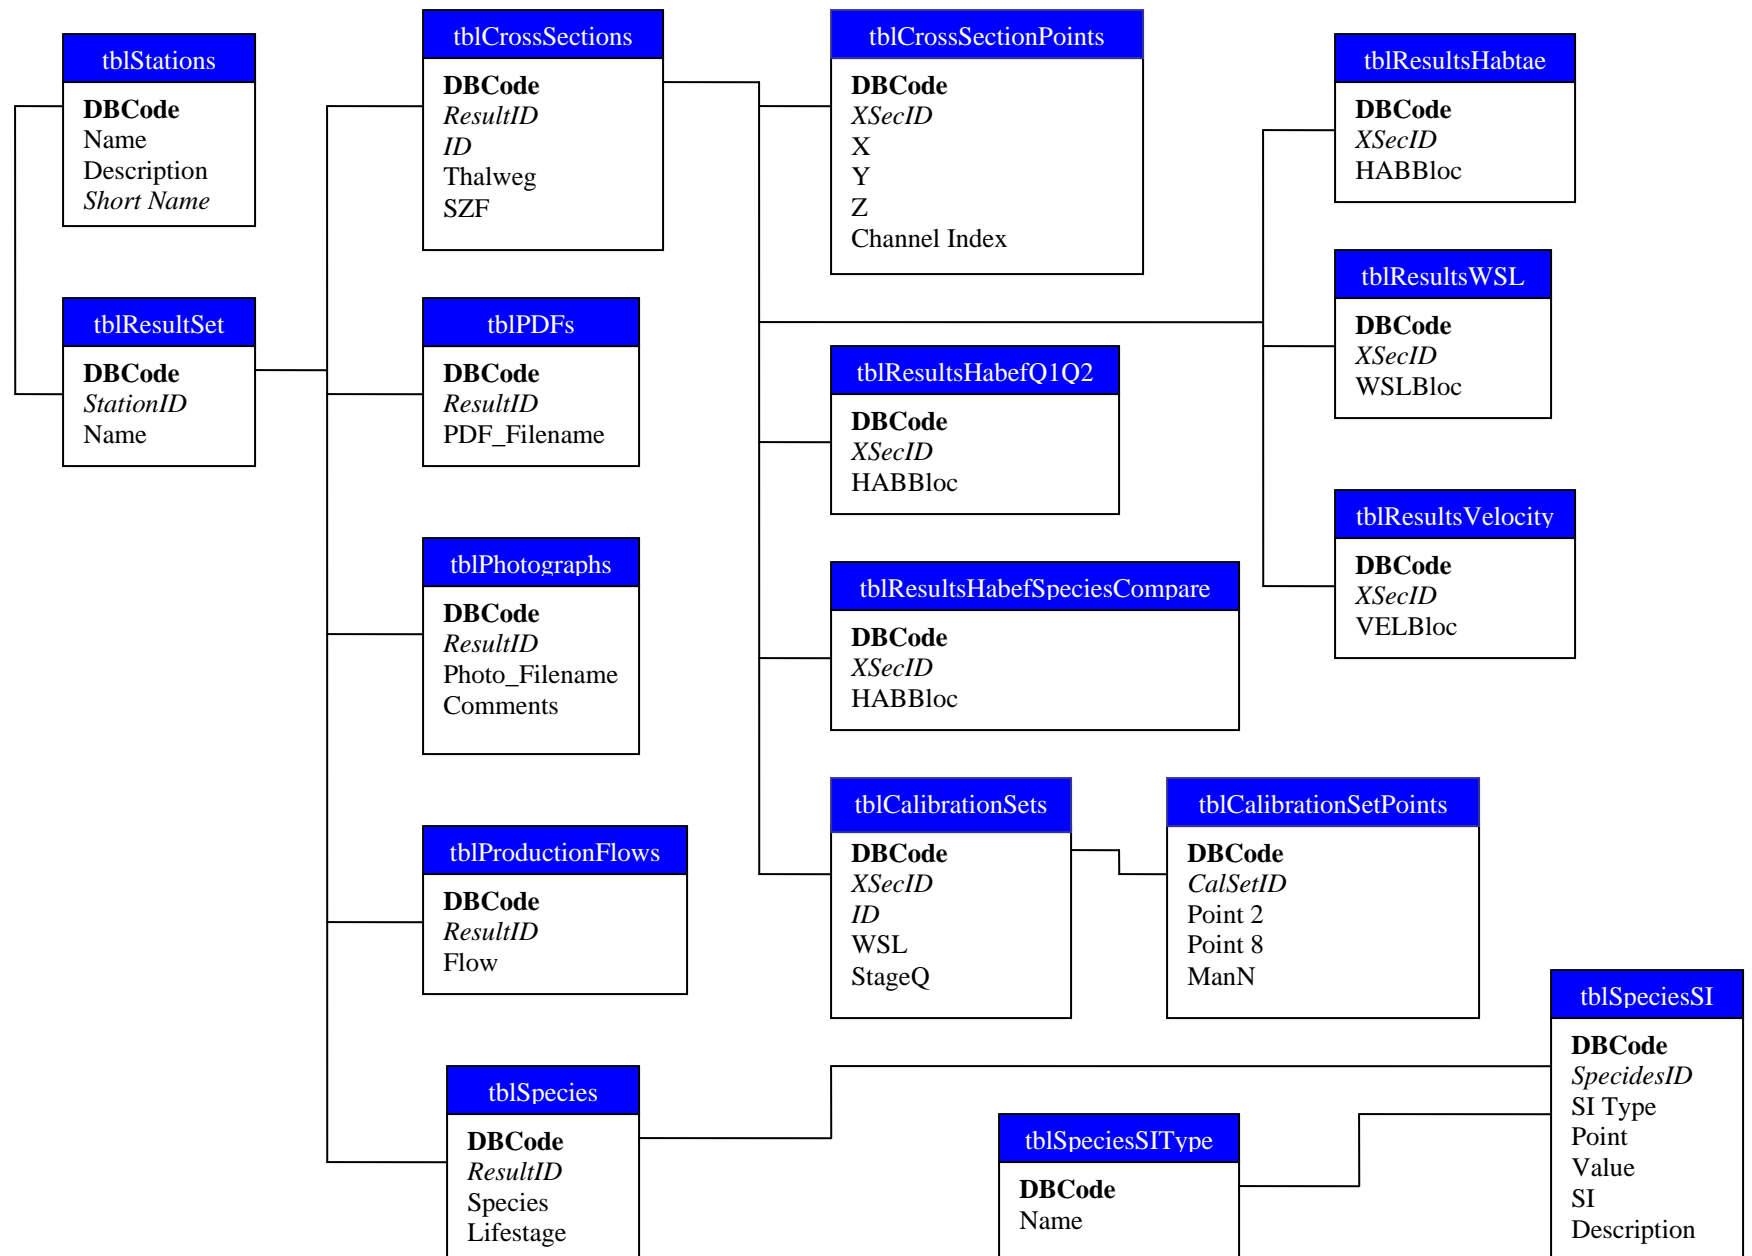 tblStations
DBCode
Name
Description
Short Name
tblResultSet
DBCode
StationID
Name
tblCrossSections
DBCode
ResultID
ID
Thalweg
SZF
tblPDFs
DBCode
ResultID
PDF_Filename
tblPhotographs
DBCode
ResultID
Photo_Filename
Comments
tblProductionFlows
DBCode
ResultID
Flow
tblSpecies
DBCode
ResultID
Species
Lifestage
tblCrossSectionPoints
DBCode
XSecID
X
Y
Z
Channel Index
tblResultsHabefQ1Q2
DBCode
XSecID
HABBloc
tblResultsHabefSpeciesCompare
DBCode
XSecID
HABBloc
tblCalibrationSets
DBCode
XSecID
ID
WSL
StageQ
tblCalibrationSetPoints
DBCode
CalSetID
Point 2
Point 8
ManN
tblSpeciesSIType
DBCode
Name
tblResultsHabtae
DBCode
XSecID
HABBloc
tblResultsWSL
DBCode
XSecID
WSLBloc
tblResultsVelocity
DBCode
XSecID
VELBloc
tblSpeciesSI
DBCode
SpecidesID
SI Type
Point
Value
SI
Description